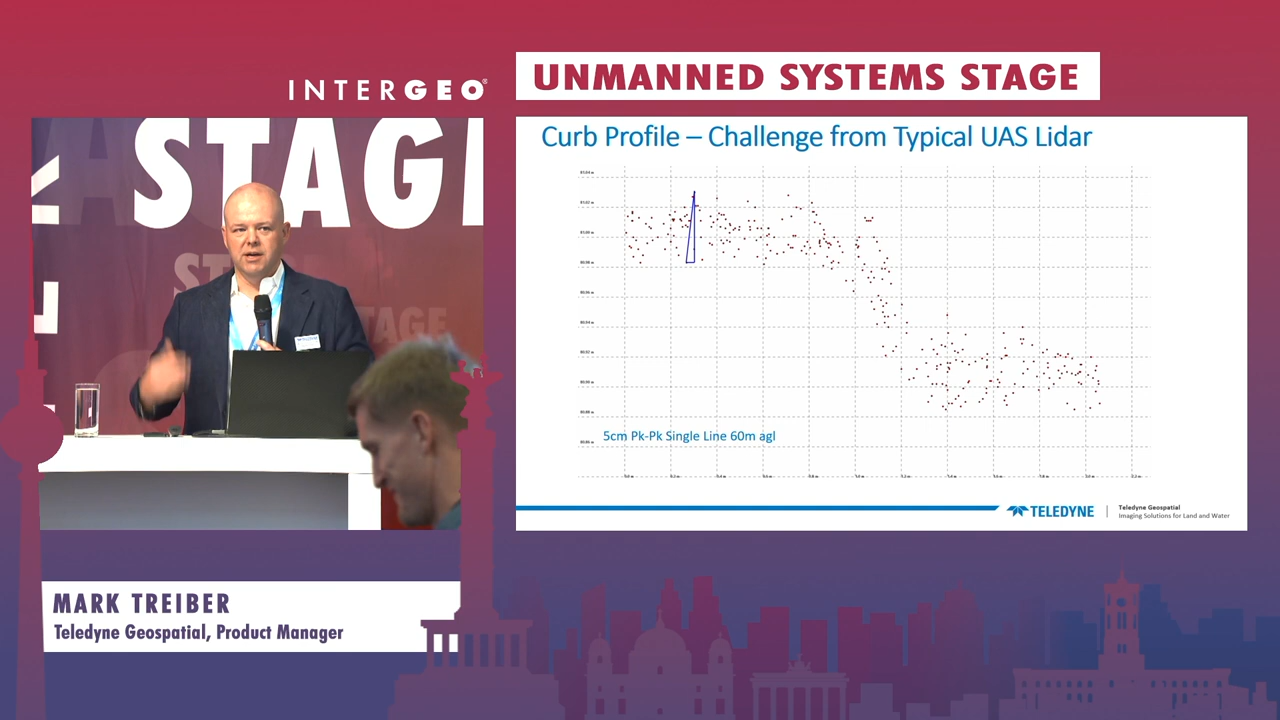 INTERGEO®
UNMANNED SYSTEMS STAGE
STAGE
STAGE
Curb Profile – Challenge from Typical UAS Lidar
5cm Pk-Pk Single Line 60m agl
TELEDYNE
Teledyne Geospatial
Imaging Solutions for Land and Water
MARK TREIBER
Teledyne Geospatial, Product Manager